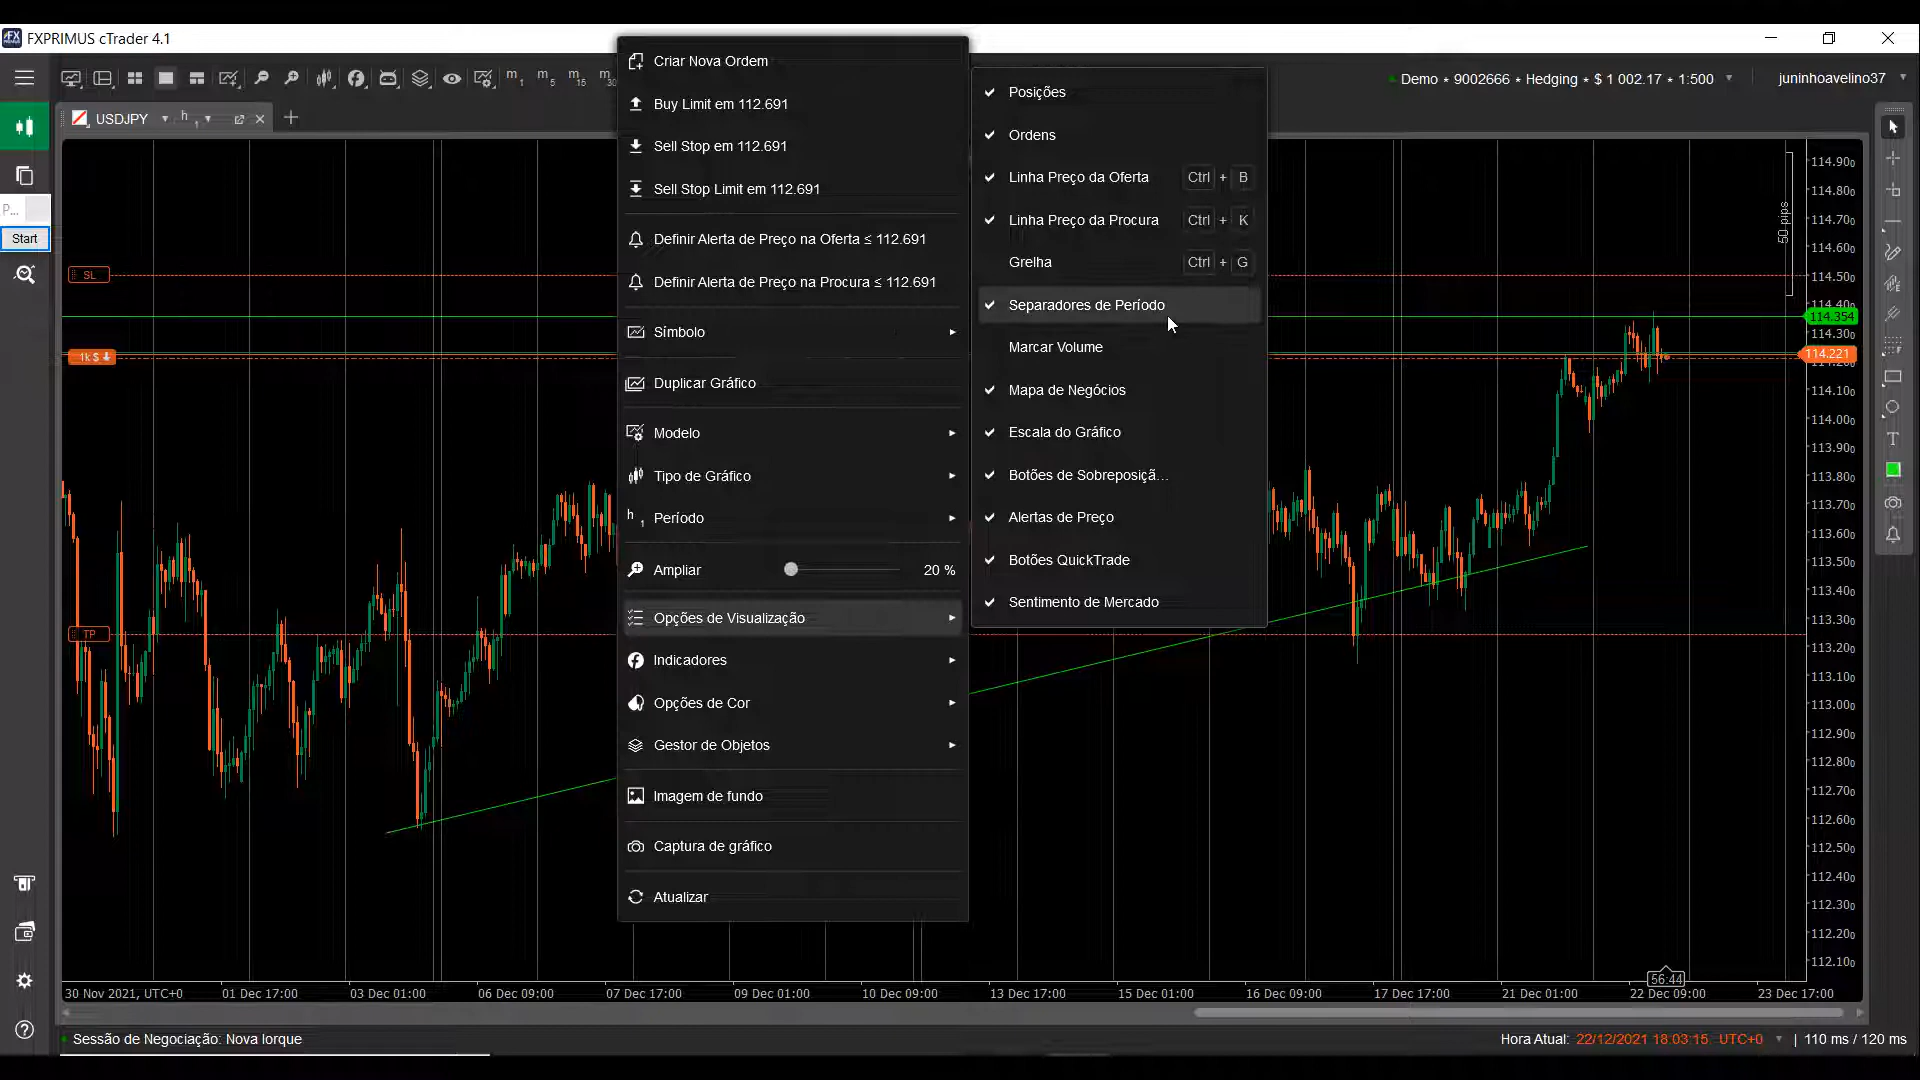 FXPRIMUS cTrader 4.1
m1 m5 m15 m30
Demo • 9002666 • Hedging • $ 1 002.17 • 1:500
juninhoavelino37
USDJPY
h1
P...
Start
Criar Nova Ordem
Buy Limit em 112.691
Sell Stop em 112.691
Sell Stop Limit em 112.691
Definir Alerta de Preço na Oferta ≤ 112.691
Definir Alerta de Preço na Procura ≤ 112.691
Símbolo
Duplicar Gráfico
Modelo
Tipo de Gráfico
h1 Período
Ampliar 20 %
Opções de Visualização
Indicadores
Opções de Cor
Gestor de Objetos
Imagem de fundo
Captura de gráfico
Atualizar
Posições
Ordens
Linha Preço da Oferta Ctrl + B
Linha Preço da Procura Ctrl + K
Grelha Ctrl + G
Separadores de Período
Marcar Volume
Mapa de Negócios
Escala do Gráfico
Botões de Sobreposiçã...
Alertas de Preço
Botões QuickTrade
Sentimento de Mercado
SL
1k $
TP
50 pips
114.900
114.800
114.700
114.600
114.500
114.400
114.354
114.300
114.221
114.200
114.100
114.000
113.900
113.800
113.700
113.600
113.500
113.400
113.300
113.200
113.100
113.000
112.900
112.800
112.700
112.600
112.500
112.400
112.300
112.200
112.100
T
56:44
30 Nov 2021, UTC+0
01 Dec 17:00
03 Dec 01:00
06 Dec 09:00
07 Dec 17:00
09 Dec 01:00
10 Dec 09:00
13 Dec 17:00
15 Dec 01:00
16 Dec 09:00
17 Dec 17:00
21 Dec 01:00
22 Dec 09:00
23 Dec 17:00
Sessão de Negociação: Nova Iorque
Hora Atual: 22/12/2021 18:03:15 UTC+0 | 110 ms / 120 ms